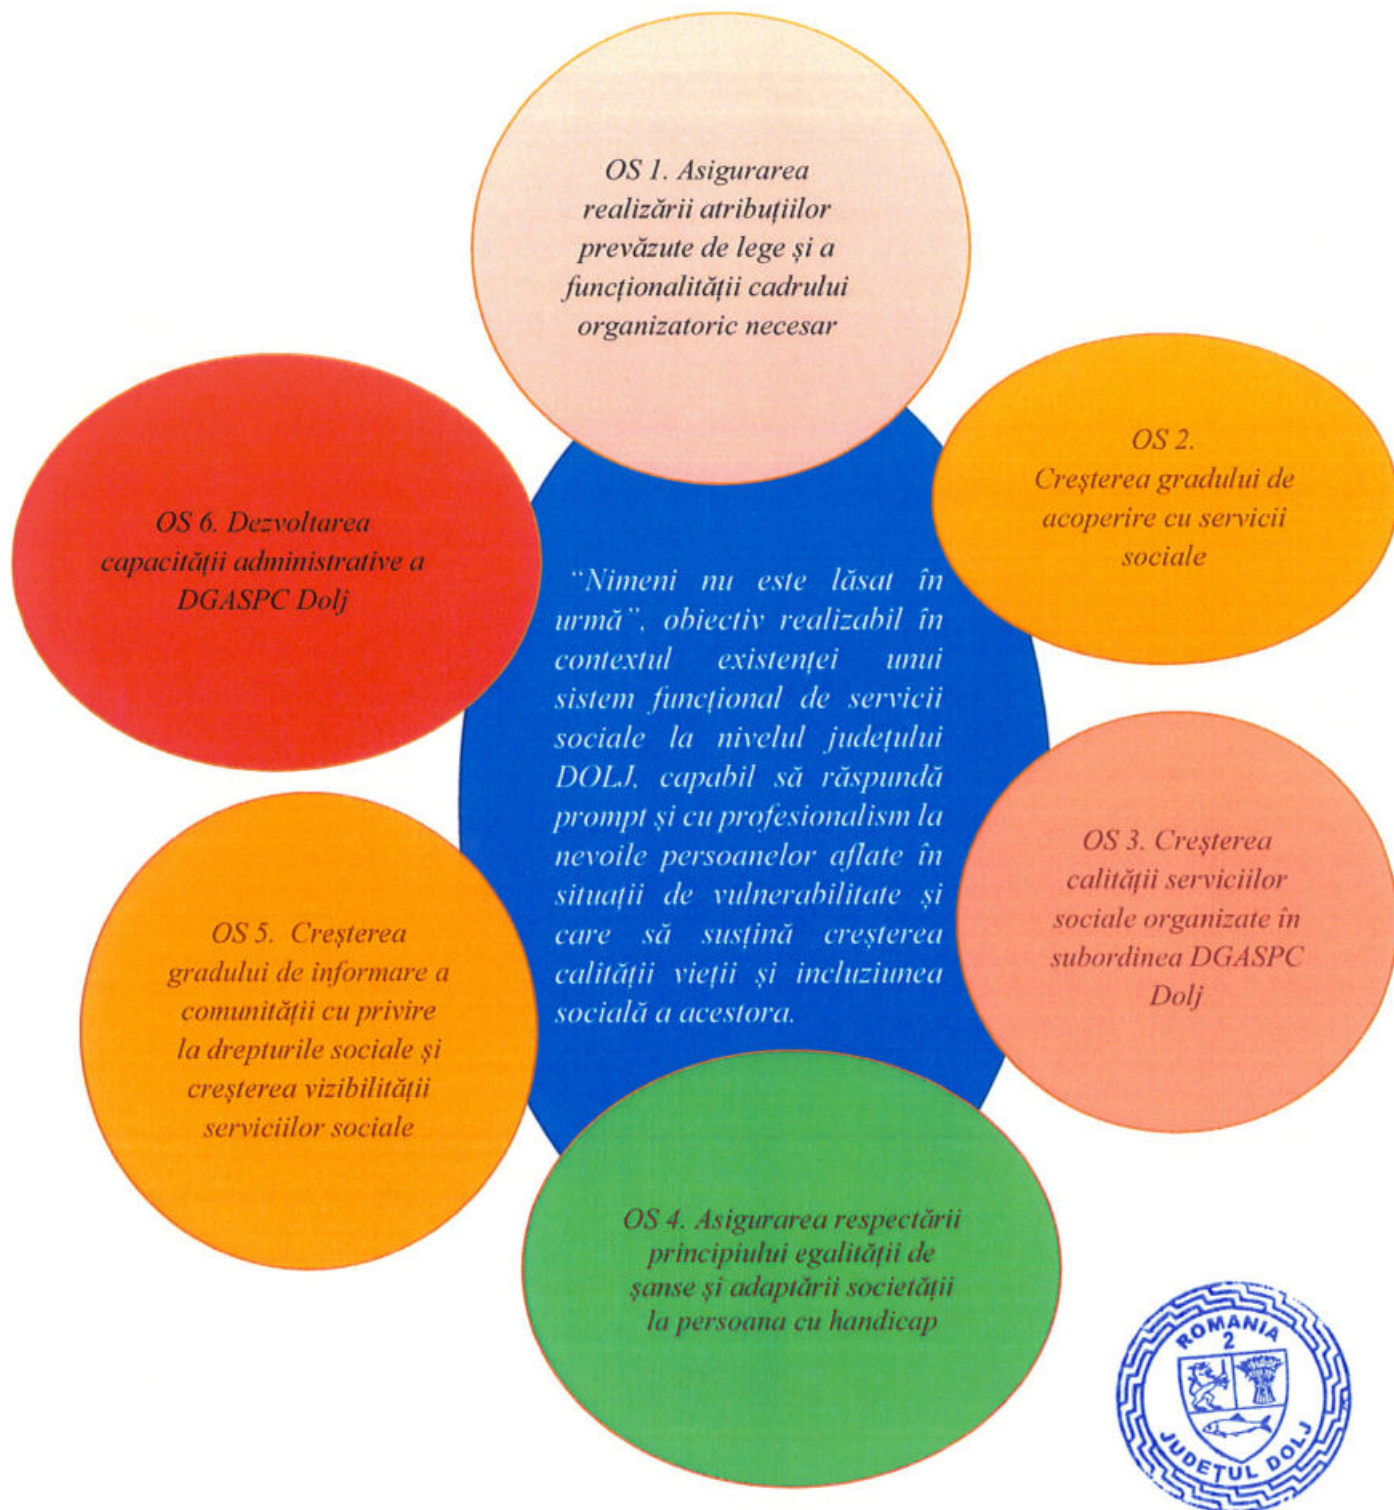 OS 1. Asigurarea
realizării atribuțiilor
prevăzute de lege și a
funcționalității cadrului
organizatoric necesar
OS 2.
Creșterea gradului de
acoperire cu servicii
sociale
OS 3. Creșterea
calității serviciilor
sociale organizate în
subordinea DGASPC
Dolj
OS 4. Asigurarea respectării
principiului egalității de
șanse și adaptării societății
la persoana cu handicap
OS 5. Creșterea
gradului de informare a
comunității cu privire
la drepturile sociale și
creșterea vizibilității
serviciilor sociale
OS 6. Dezvoltarea
capacității administrative a
DGASPC Dolj
“Nimeni nu este lăsat în
urmă”, obiectiv realizabil în
contextul existenței unui
sistem funcțional de servicii
sociale la nivelul județului
DOLJ, capabil să răspundă
prompt și cu profesionalism la
nevoile persoanelor aflate în
situații de vulnerabilitate și
care să susțină creșterea
calității vieții și incluziunea
socială a acestora.
ROMANIA
2
JUDEȚUL DOLJ